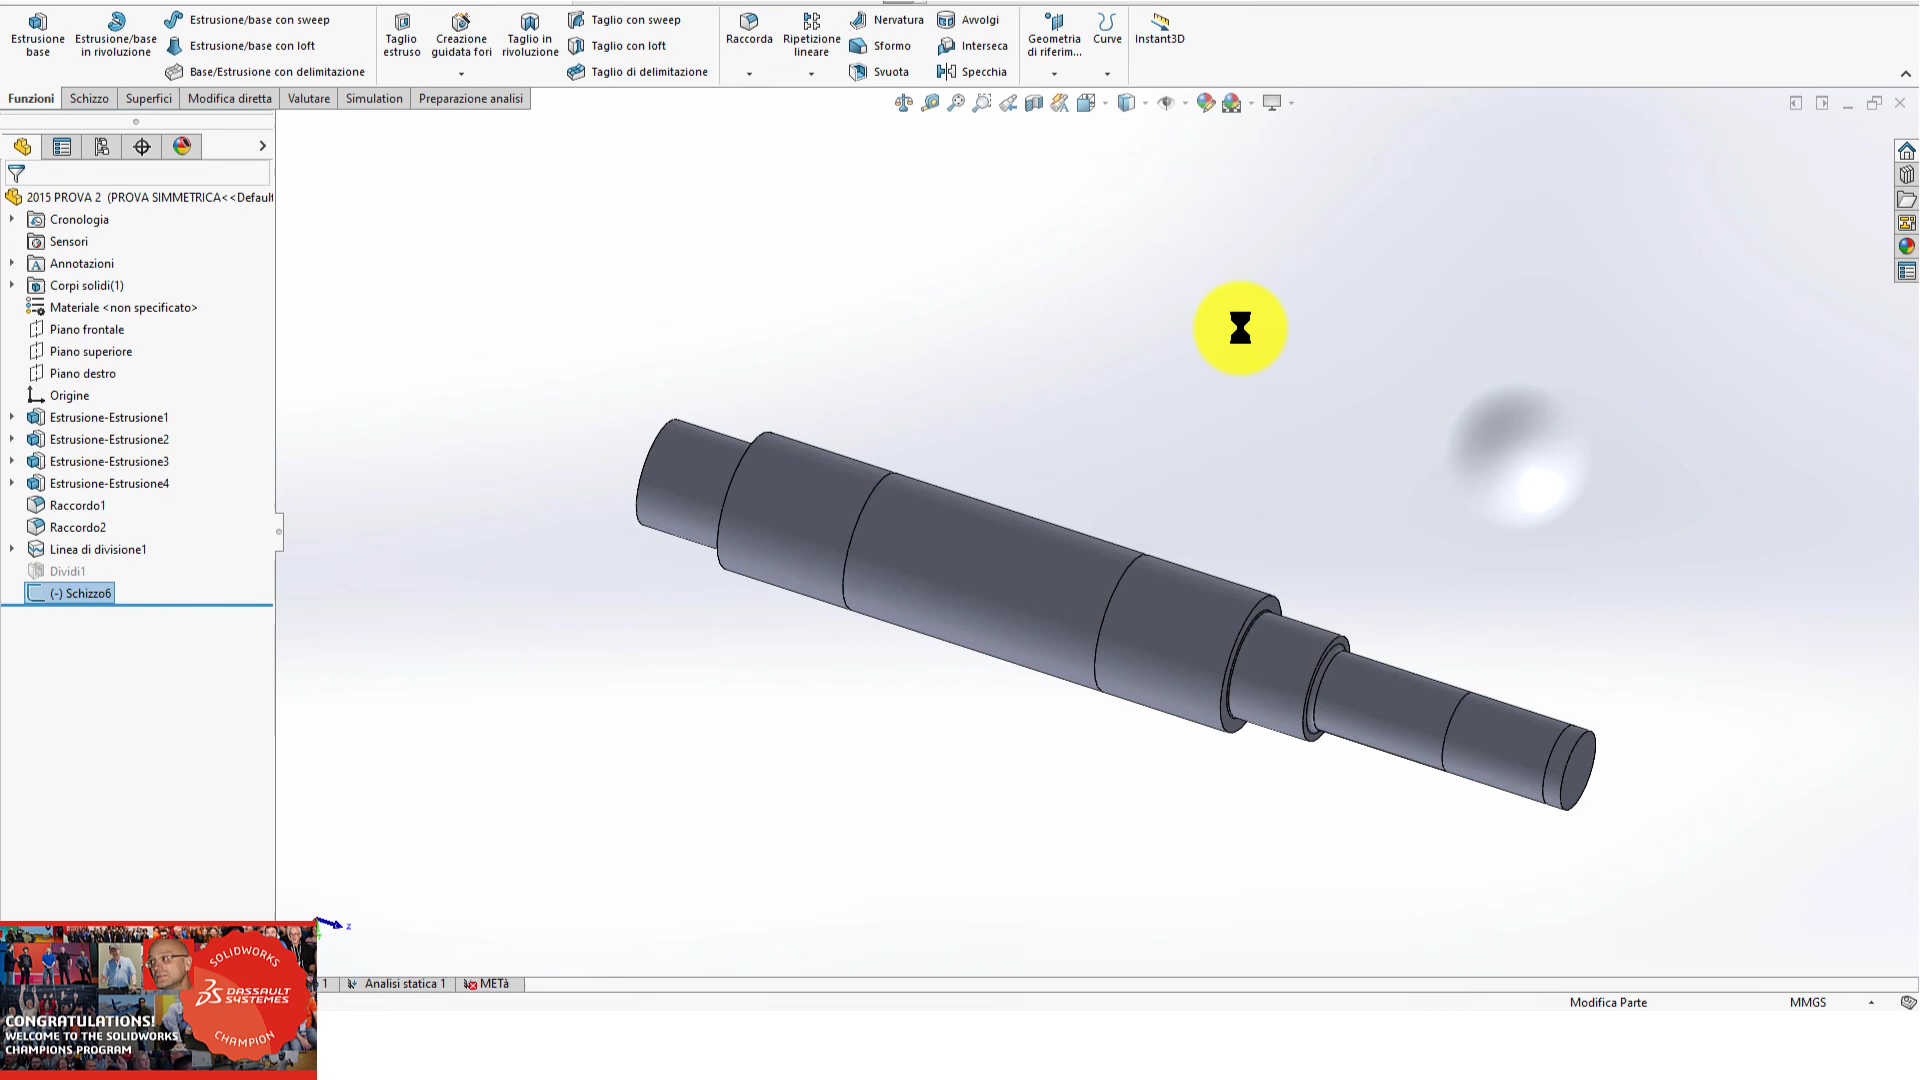 Estrusione base
Estrusione/base in rivoluzione
Estrusione/base con sweep
Estrusione/base con loft
Base/Estrusione con delimitazione
Taglio estruso
Creazione guidata fori
Taglio in rivoluzione
Taglio con sweep
Taglio con loft
Taglio di delimitazione
Raccorda
Ripetizione lineare
Nervatura
Sformo
Svuota
Avvolgi
Interseca
Specchia
Geometria di riferim...
Curve
Instant3D
Funzioni
Schizzo
Superfici
Modifica diretta
Valutare
Simulation
Preparazione analisi
2015 PROVA 2 (PROVA SIMMETRICA<<Default
Cronologia
Sensori
Annotazioni
Corpi solidi(1)
Materiale <non specificato>
Piano frontale
Piano superiore
Piano destro
Origine
Estrusione-Estrusione1
Estrusione-Estrusione2
Estrusione-Estrusione3
Estrusione-Estrusione4
Raccordo1
Raccordo2
Linea di divisione1
Dividi1
(-) Schizzo6
z
1
Analisi statica 1
METà
Modifica Parte
MMGS
SOLIDWORKS
DASSAULT
SYSTEMES
CHAMPION
CONGRATULATIONS!
WELCOME TO THE SOLIDWORKS
CHAMPIONS PROGRAM